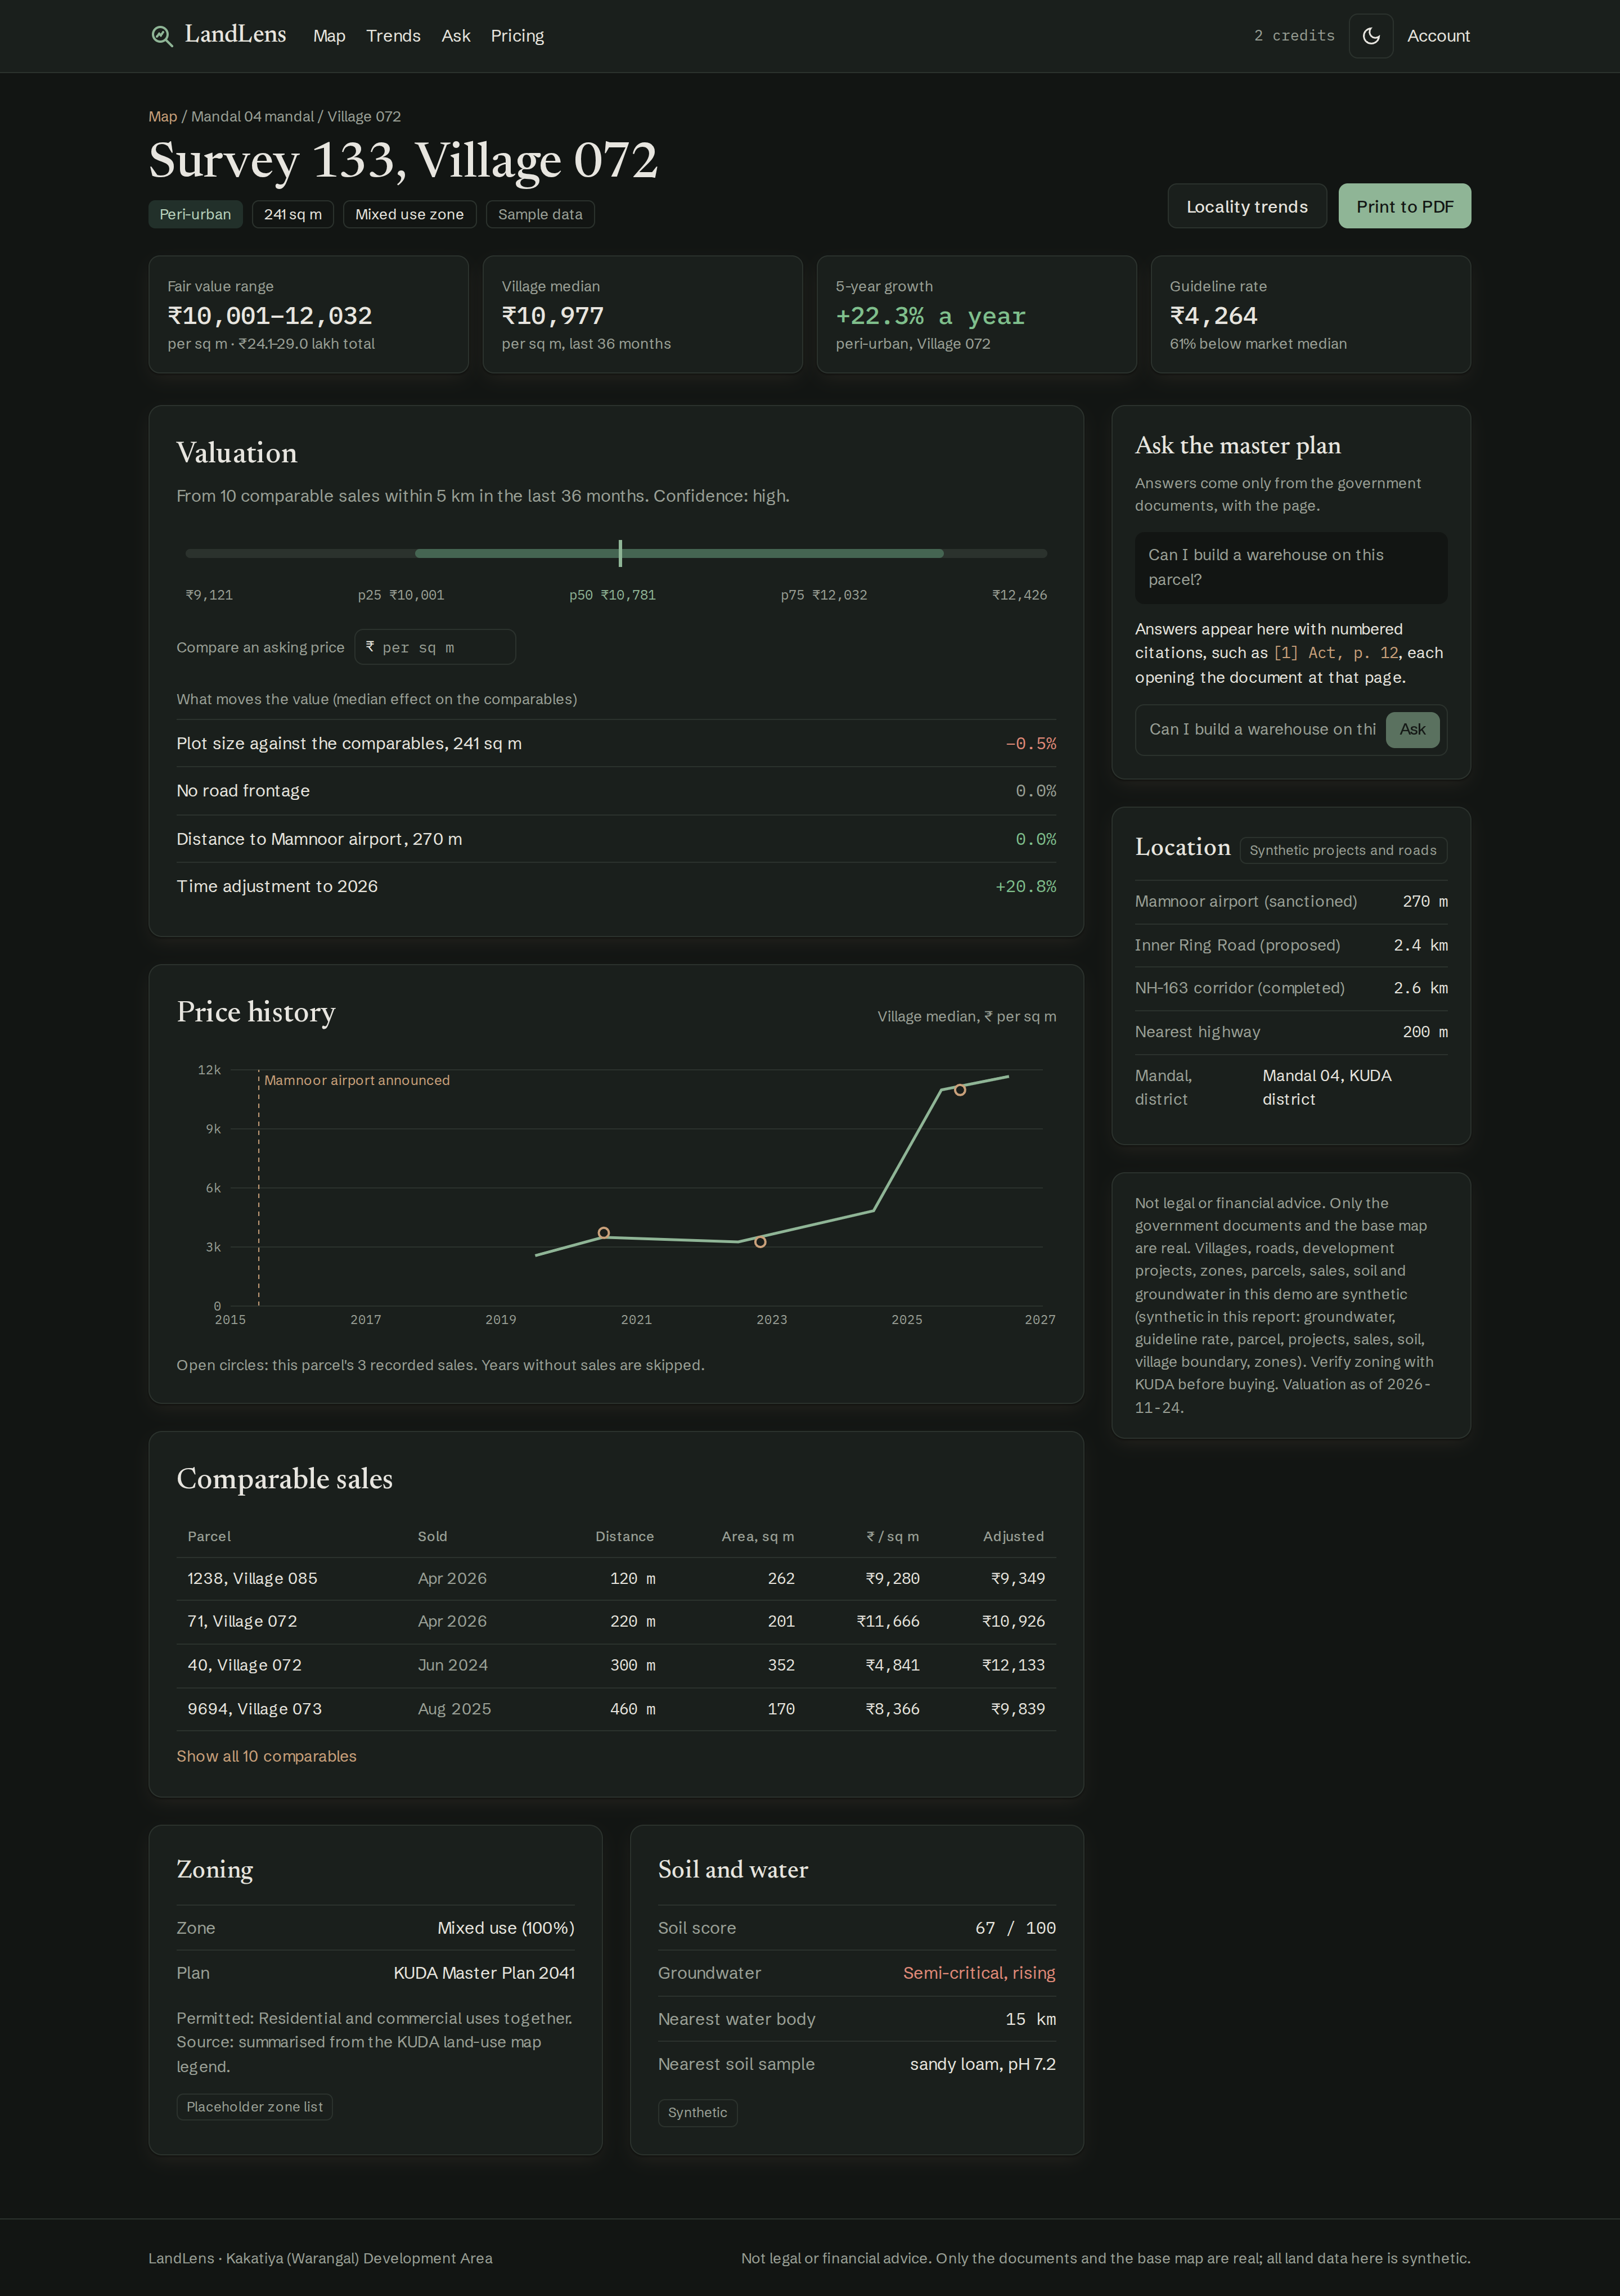 LandLens Map Trends Ask Pricing 2 credits Account
Map / Mandal 04 mandal / Village 072
Survey 133, Village 072
Peri-urban 241 sq m Mixed use zone Sample data
Locality trends Print to PDF
Fair value range
₹10,001–12,032
per sq m · ₹24.1–29.0 lakh total
Village median
₹10,977
per sq m, last 36 months
5-year growth
+22.3% a year
peri-urban, Village 072
Guideline rate
₹4,264
61% below market median
Valuation
From 10 comparable sales within 5 km in the last 36 months. Confidence: high.
₹9,121 p25 ₹10,001 p50 ₹10,781 p75 ₹12,032 ₹12,426
Compare an asking price ₹ per sq m
What moves the value (median effect on the comparables)
Plot size against the comparables, 241 sq m −0.5%
No road frontage 0.0%
Distance to Mamnoor airport, 270 m 0.0%
Time adjustment to 2026 +20.8%
Price history Village median, ₹ per sq m
12k
Mamnoor airport announced
9k
6k
3k
0
2015 2017 2019 2021 2023 2025 2027
Open circles: this parcel's 3 recorded sales. Years without sales are skipped.
Comparable sales
Parcel Sold Distance Area, sq m ₹ / sq m Adjusted
1238, Village 085 Apr 2026 120 m 262 ₹9,280 ₹9,349
71, Village 072 Apr 2026 220 m 201 ₹11,666 ₹10,926
40, Village 072 Jun 2024 300 m 352 ₹4,841 ₹12,133
9694, Village 073 Aug 2025 460 m 170 ₹8,366 ₹9,839
Show all 10 comparables
Zoning
Zone Mixed use (100%)
Plan KUDA Master Plan 2041
Permitted: Residential and commercial uses together.
Source: summarised from the KUDA land-use map
legend.
Placeholder zone list
Soil and water
Soil score 67 / 100
Groundwater Semi-critical, rising
Nearest water body 15 km
Nearest soil sample sandy loam, pH 7.2
Synthetic
Ask the master plan
Answers come only from the government
documents, with the page.
Can I build a warehouse on this
parcel?
Answers appear here with numbered
citations, such as [1] Act, p. 12, each
opening the document at that page.
Can I build a warehouse on thi Ask
Location Synthetic projects and roads
Mamnoor airport (sanctioned) 270 m
Inner Ring Road (proposed) 2.4 km
NH-163 corridor (completed) 2.6 km
Nearest highway 200 m
Mandal, Mandal 04, KUDA
district district
Not legal or financial advice. Only the
government documents and the base map
are real. Villages, roads, development
projects, zones, parcels, sales, soil and
groundwater in this demo are synthetic
(synthetic in this report: groundwater,
guideline rate, parcel, projects, sales, soil,
village boundary, zones). Verify zoning with
KUDA before buying. Valuation as of 2026-
11-24.
LandLens · Kakatiya (Warangal) Development Area
Not legal or financial advice. Only the documents and the base map are real; all land data here is synthetic.